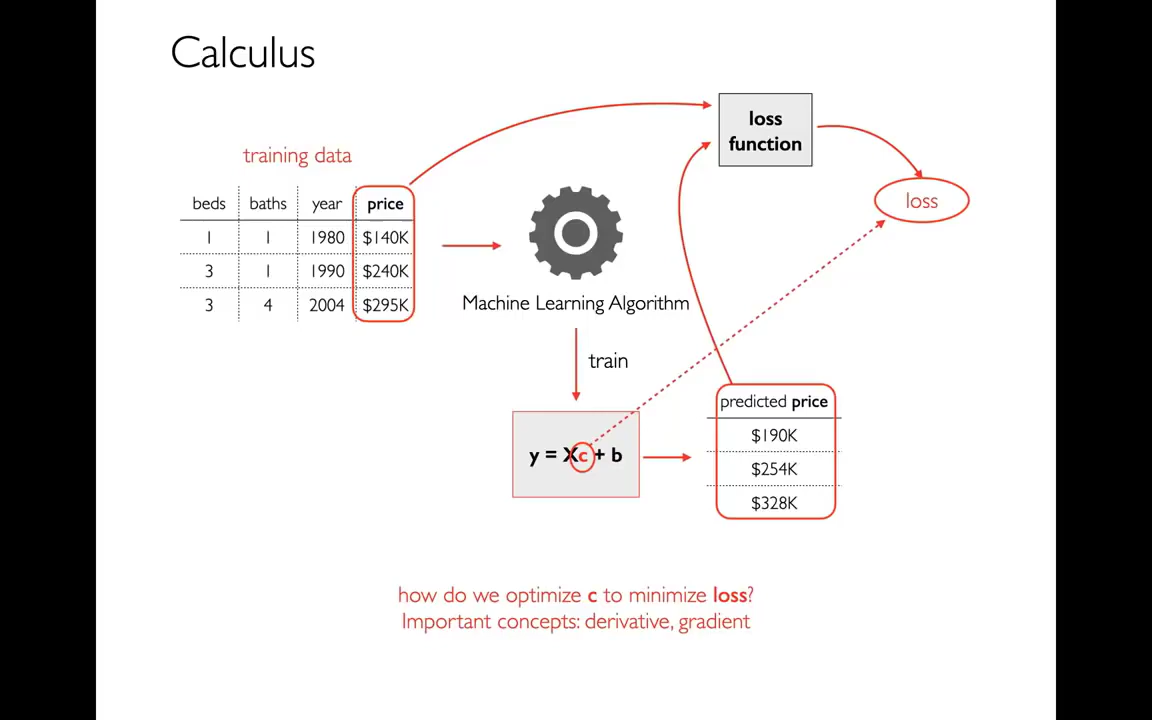 Calculus
loss
function
training data
beds baths year price
1 1 1980 $140K
3 1 1990 $240K
3 4 2004 $295K
loss
Machine Learning Algorithm
train
y = Xc + b
predicted price
$190K
$254K
$328K
how do we optimize c to minimize loss?
Important concepts: derivative, gradient